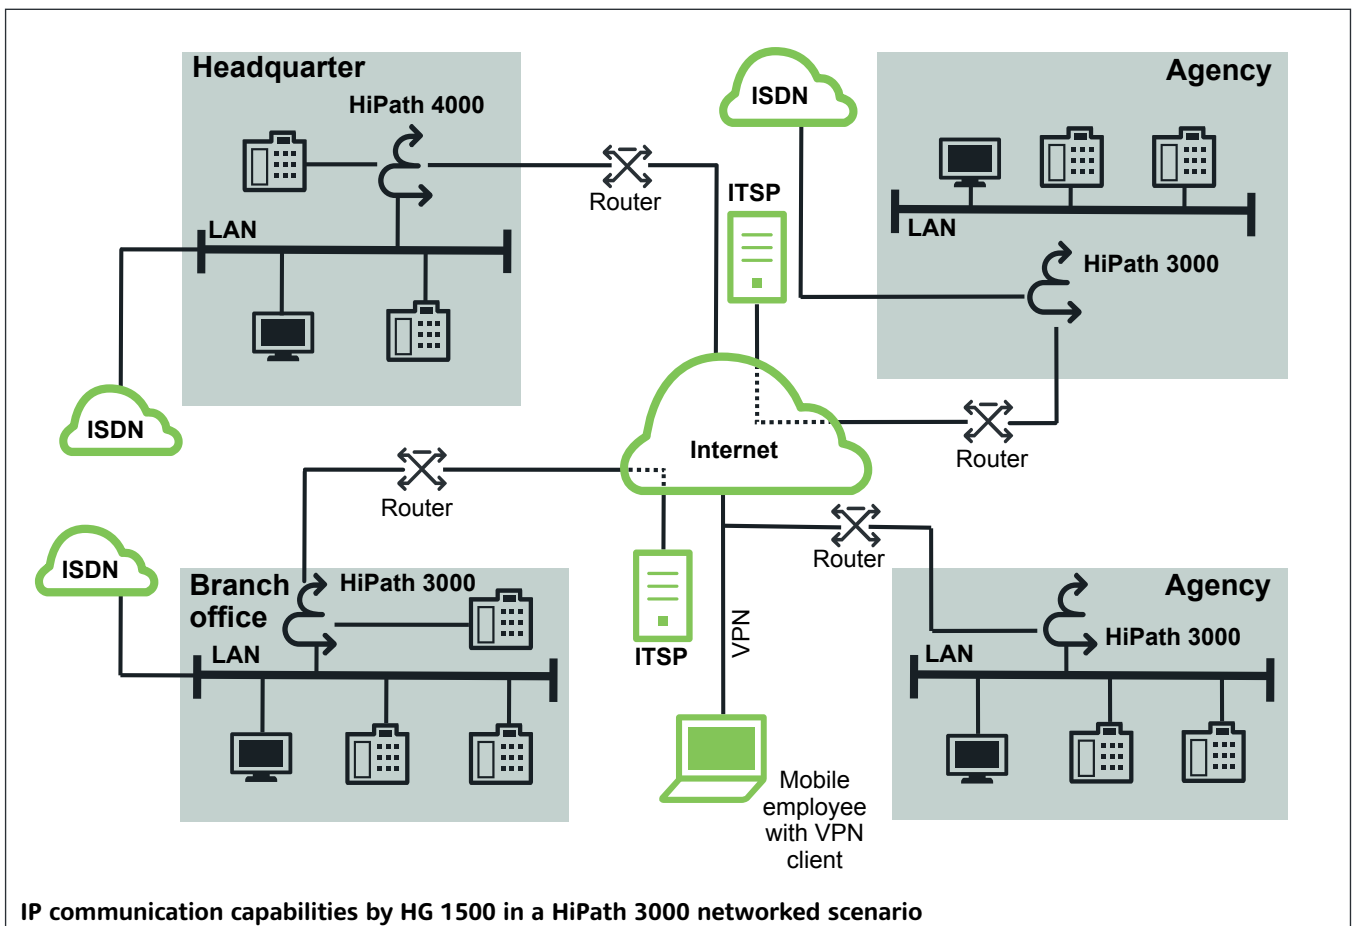 Headquarter
HiPath 4000
LAN
ISDN
Router
ISDN
ITSP
Agency
LAN
HiPath 3000
Router
Internet
Router
ISDN
Branch
office
HiPath 3000
LAN
ITSP
VPN
Router
Agency
HiPath 3000
LAN
Mobile
employee
with VPN
client
IP communication capabilities by HG 1500 in a HiPath 3000 networked scenario